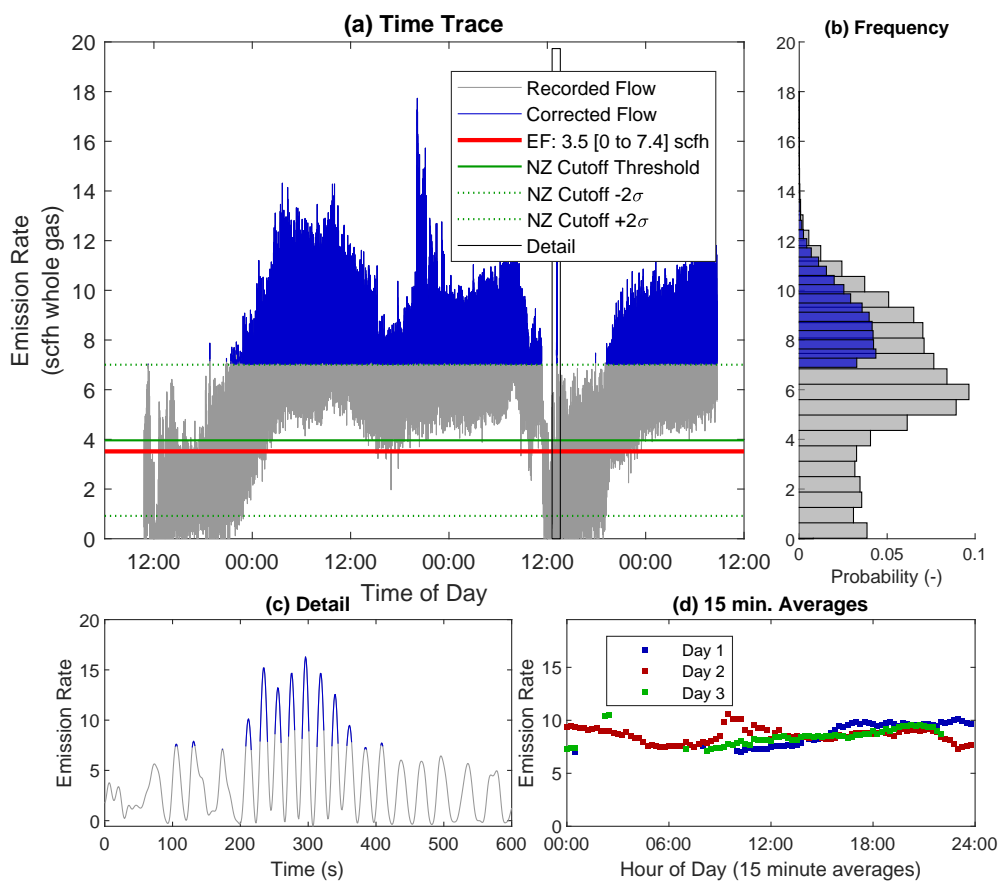 (a) Time Trace
20
18
16
14
12
10
8
6
4
2
0
Emission Rate
(scfh whole gas)
12:00 00:00 12:00 00:00 12:00 00:00 12:00
Time of Day
Recorded Flow
Corrected Flow
EF: 3.5 [0 to 7.4] scfh
NZ Cutoff Threshold
NZ Cutoff -2σ
NZ Cutoff +2σ
Detail
(b) Frequency
20
18
16
14
12
10
8
6
4
2
0
0 0.05 0.1
Probability (-)
(c) Detail
20
15
10
5
0
Emission Rate
0 100 200 300 400 500 600
Time (s)
(d) 15 min. Averages
15
10
5
0
Emission Rate
Day 1
Day 2
Day 3
00:00 06:00 12:00 18:00 24:00
Hour of Day (15 minute averages)